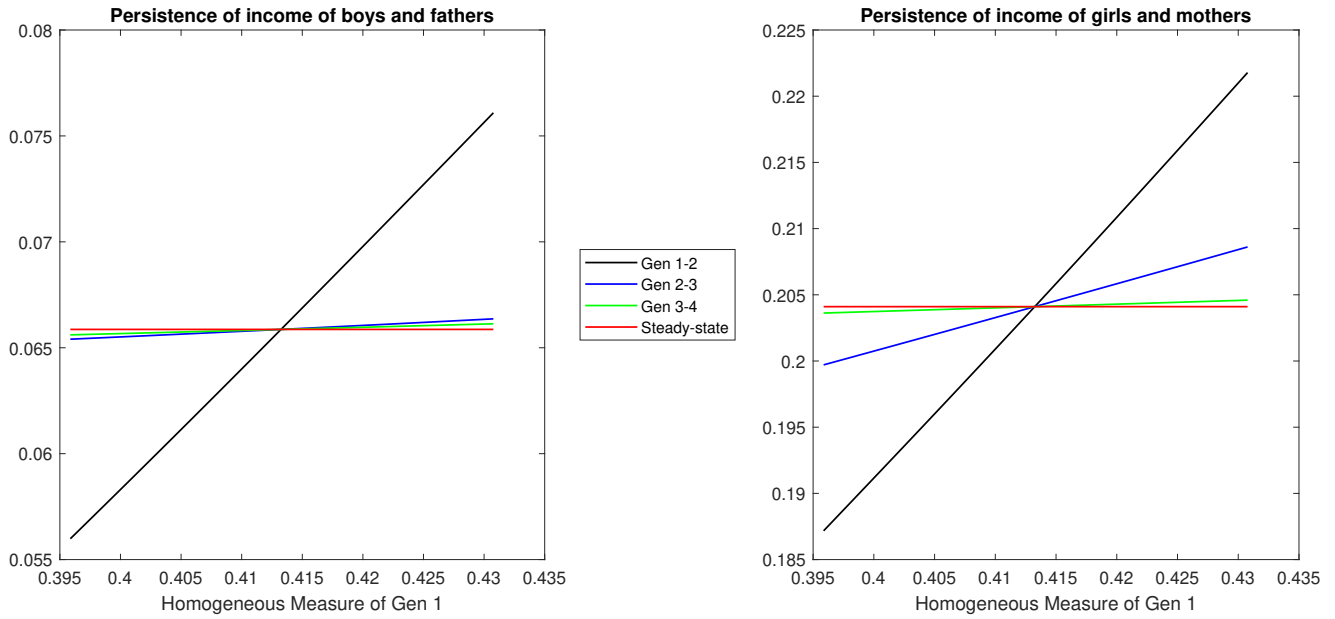 Persistence of income of boys and fathers
0.08
0.075
0.07
0.065
0.06
0.055
0.395 0.4 0.405 0.41 0.415 0.42 0.425 0.43 0.435
Homogeneous Measure of Gen 1
Gen 1-2
Gen 2-3
Gen 3-4
Steady-state
Persistence of income of girls and mothers
0.225
0.22
0.215
0.21
0.205
0.2
0.195
0.19
0.185
0.395 0.4 0.405 0.41 0.415 0.42 0.425 0.43 0.435
Homogeneous Measure of Gen 1